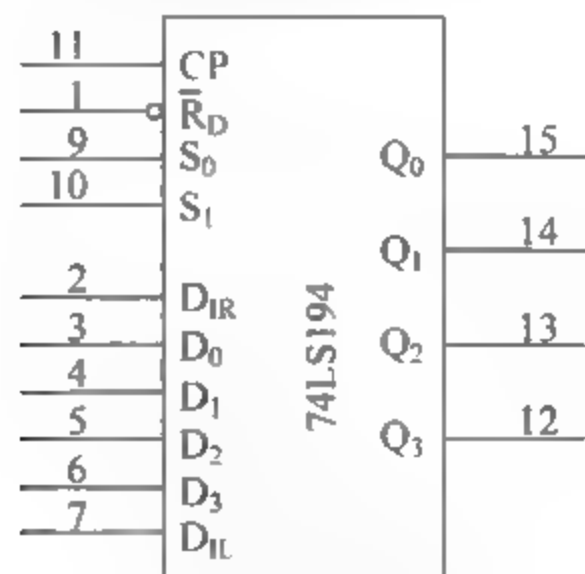 11 CP
1 R̅D
9 S0
10 S1
2 DIR
3 D0
4 D1
5 D2
6 D3
7 DIL
74LS194
Q0 15
Q1 14
Q2 13
Q3 12